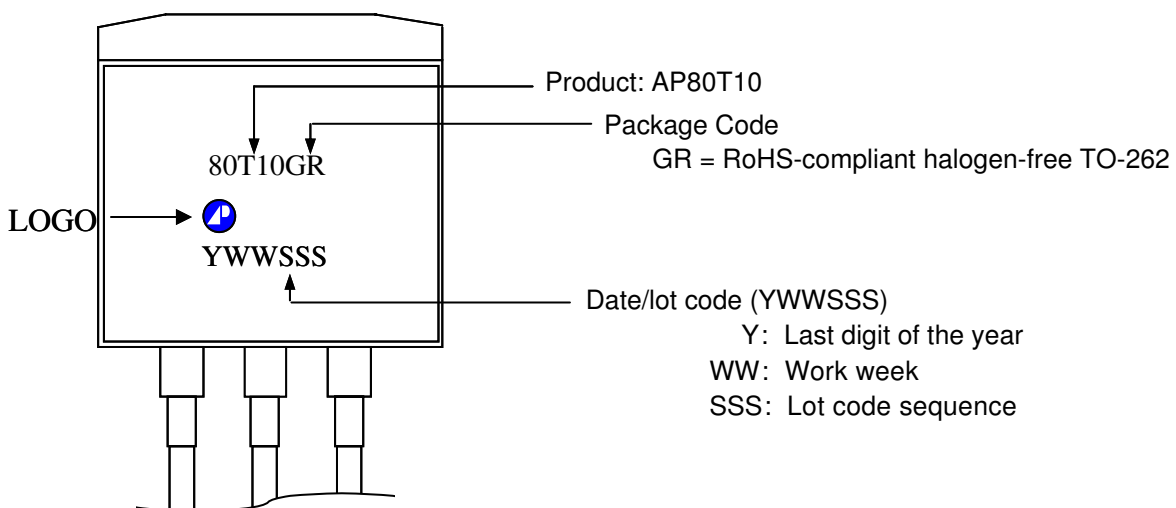 Product: AP80T10
Package Code
GR = RoHS-compliant halogen-free TO-262
80T10GR
LOGO
AP
YWWSSS
Date/lot code (YWWSSS)
Y: Last digit of the year
WW: Work week
SSS: Lot code sequence